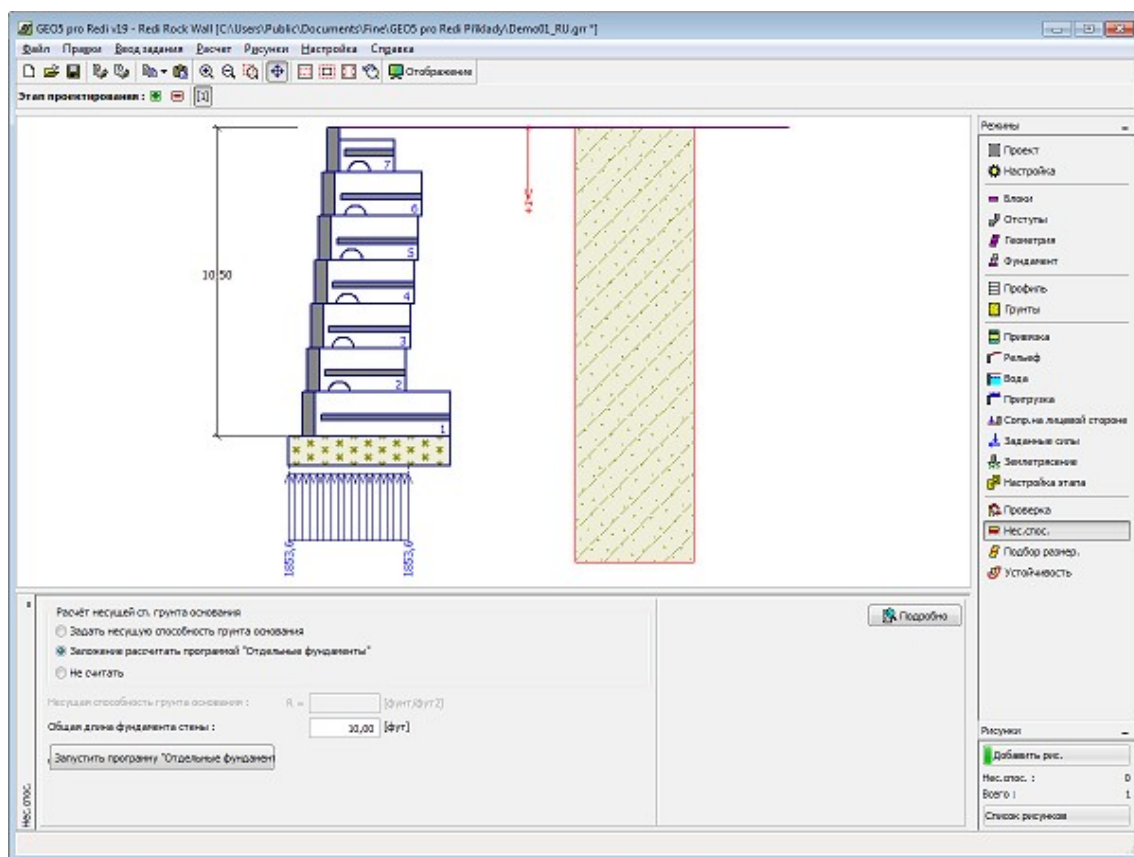 GEO5 pro Redi v19 - Redi Rock Wall [C:\Users\Public\Documents\Fine\GEO5 pro Redi Příklady\Demo01_RU.grr *]
Файл Правки Ввод задания Расчет Рисунки Настройка Справка
Отображение
Этап проектирования : [1]
Режимы
Проект
Настройка
Блоки
Отступы
Геометрия
Фундамент
Профиль
Грунты
Привязка
Рельеф
Вода
Пригрузка
Сопр.на лицевой стороне
Заданные силы
Землетрясение
Настройка этапа
Проверка
Нес.спос.
Подбор размер.
Устойчивость
7
6
5
4
3
2
1
10,50
+z
1853,6
1853,6
Расчёт несущей сп. грунта основания
Задать несущую способность грунта основания
Заложение рассчитать программой "Отдельные фундаменты"
Не считать
Несущая способность грунта основания : R = [фунт/фут2]
Общая длина фундамента стены : 10,00 [фут]
Запустить программу "Отдельные фундамент
Подробно
Нес.спос.
Рисунки
Добавить рис.
Нес.спос. : 0
Всего : 1
Список рисунков